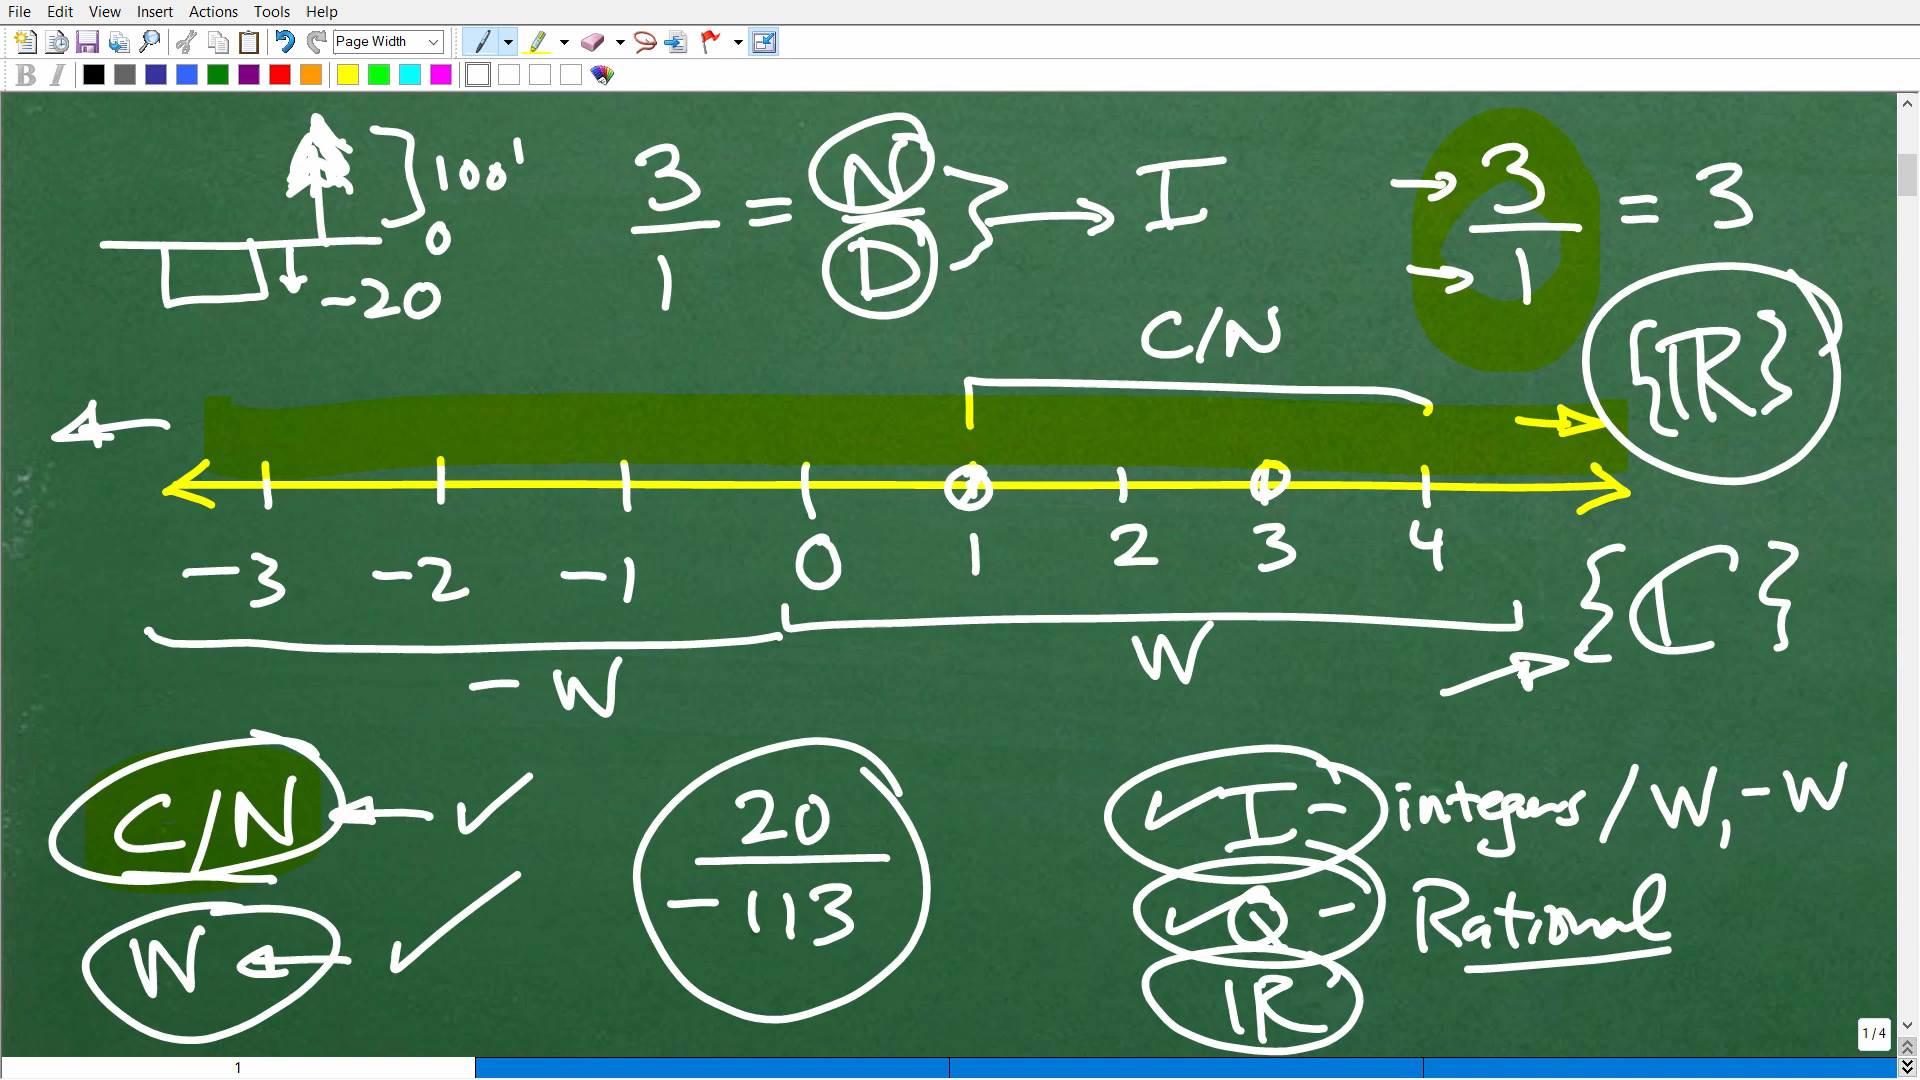 File Edit View Insert Actions Tools Help
Page Width
B I
100'
0
-20
3/1 = N/D } → I
→ 3
→ 1 = 3
C/N
{ℝ}
-3 -2 -1 0 1 2 3 4
{ℂ}
-W W
C/N ← ✓
W ← ✓
20
-113
✓ I - integers / W, -W
✓ Q - Rational
IR
1 / 4
1